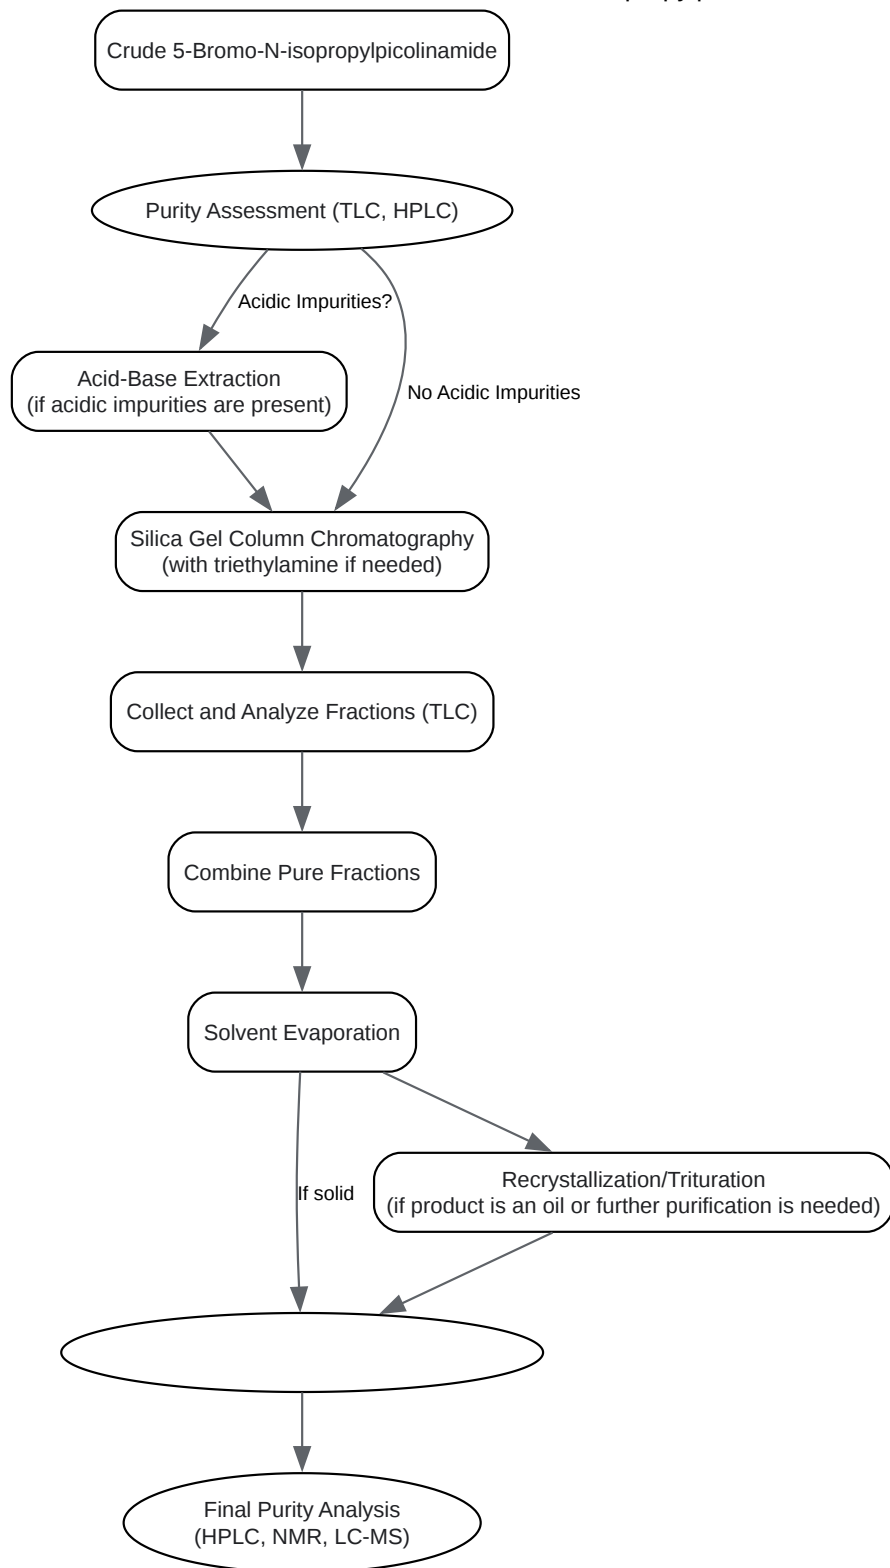 Crude 5-Bromo-N-isopropylpicolinamide
Purity Assessment (TLC, HPLC)
Acidic Impurities?
Acid-Base Extraction
(if acidic impurities are present)
No Acidic Impurities
Silica Gel Column Chromatography
(with triethylamine if needed)
Collect and Analyze Fractions (TLC)
Combine Pure Fractions
Solvent Evaporation
Recrystallization/Trituration
(if product is an oil or further purification is needed)
If solid
Final Purity Analysis
(HPLC, NMR, LC-MS)